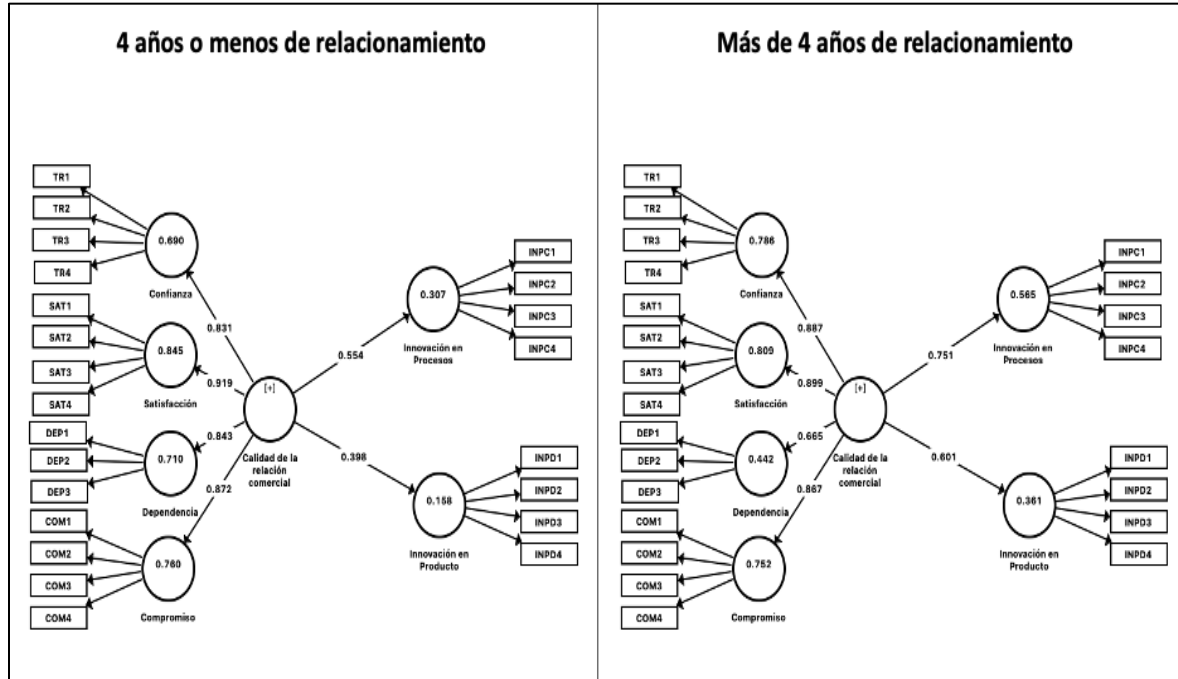 4 años o menos de relacionamiento
TR1
TR2
TR3
TR4
0.690
Confianza
SAT1
SAT2
SAT3
SAT4
0.845
Satisfacción
DEP1
DEP2
DEP3
0.710
Dependencia
COM1
COM2
COM3
COM4
0.760
Compromiso
0.831
0.919
0.843
0.872
[+]
Calidad de la
relación
comercial
0.554
0.398
0.307
Innovación en
Procesos
INPC1
INPC2
INPC3
INPC4
0.158
Innovación en
Producto
INPD1
INPD2
INPD3
INPD4
Más de 4 años de relacionamiento
TR1
TR2
TR3
TR4
0.786
Confianza
SAT1
SAT2
SAT3
SAT4
0.809
Satisfacción
DEP1
DEP2
DEP3
0.442
Dependencia
COM1
COM2
COM3
COM4
0.752
Compromiso
0.887
0.899
0.665
0.867
[+]
Calidad de la
relación
comercial
0.751
0.601
0.565
Innovación en
Procesos
INPC1
INPC2
INPC3
INPC4
0.361
Innovación en
Producto
INPD1
INPD2
INPD3
INPD4